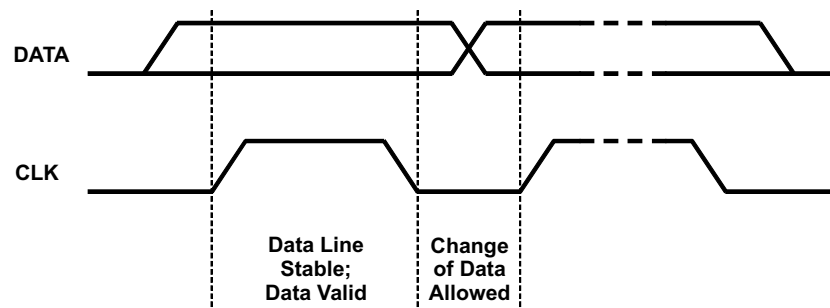 DATA
CLK
Data Line
Stable;
Data Valid
Change
of Data
Allowed